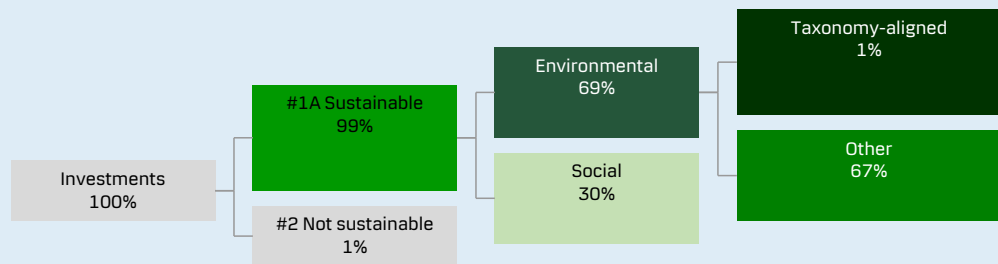 Investments
100%
#1A Sustainable
99%
#2 Not sustainable
1%
Environmental
69%
Social
30%
Taxonomy-aligned
1%
Other
67%